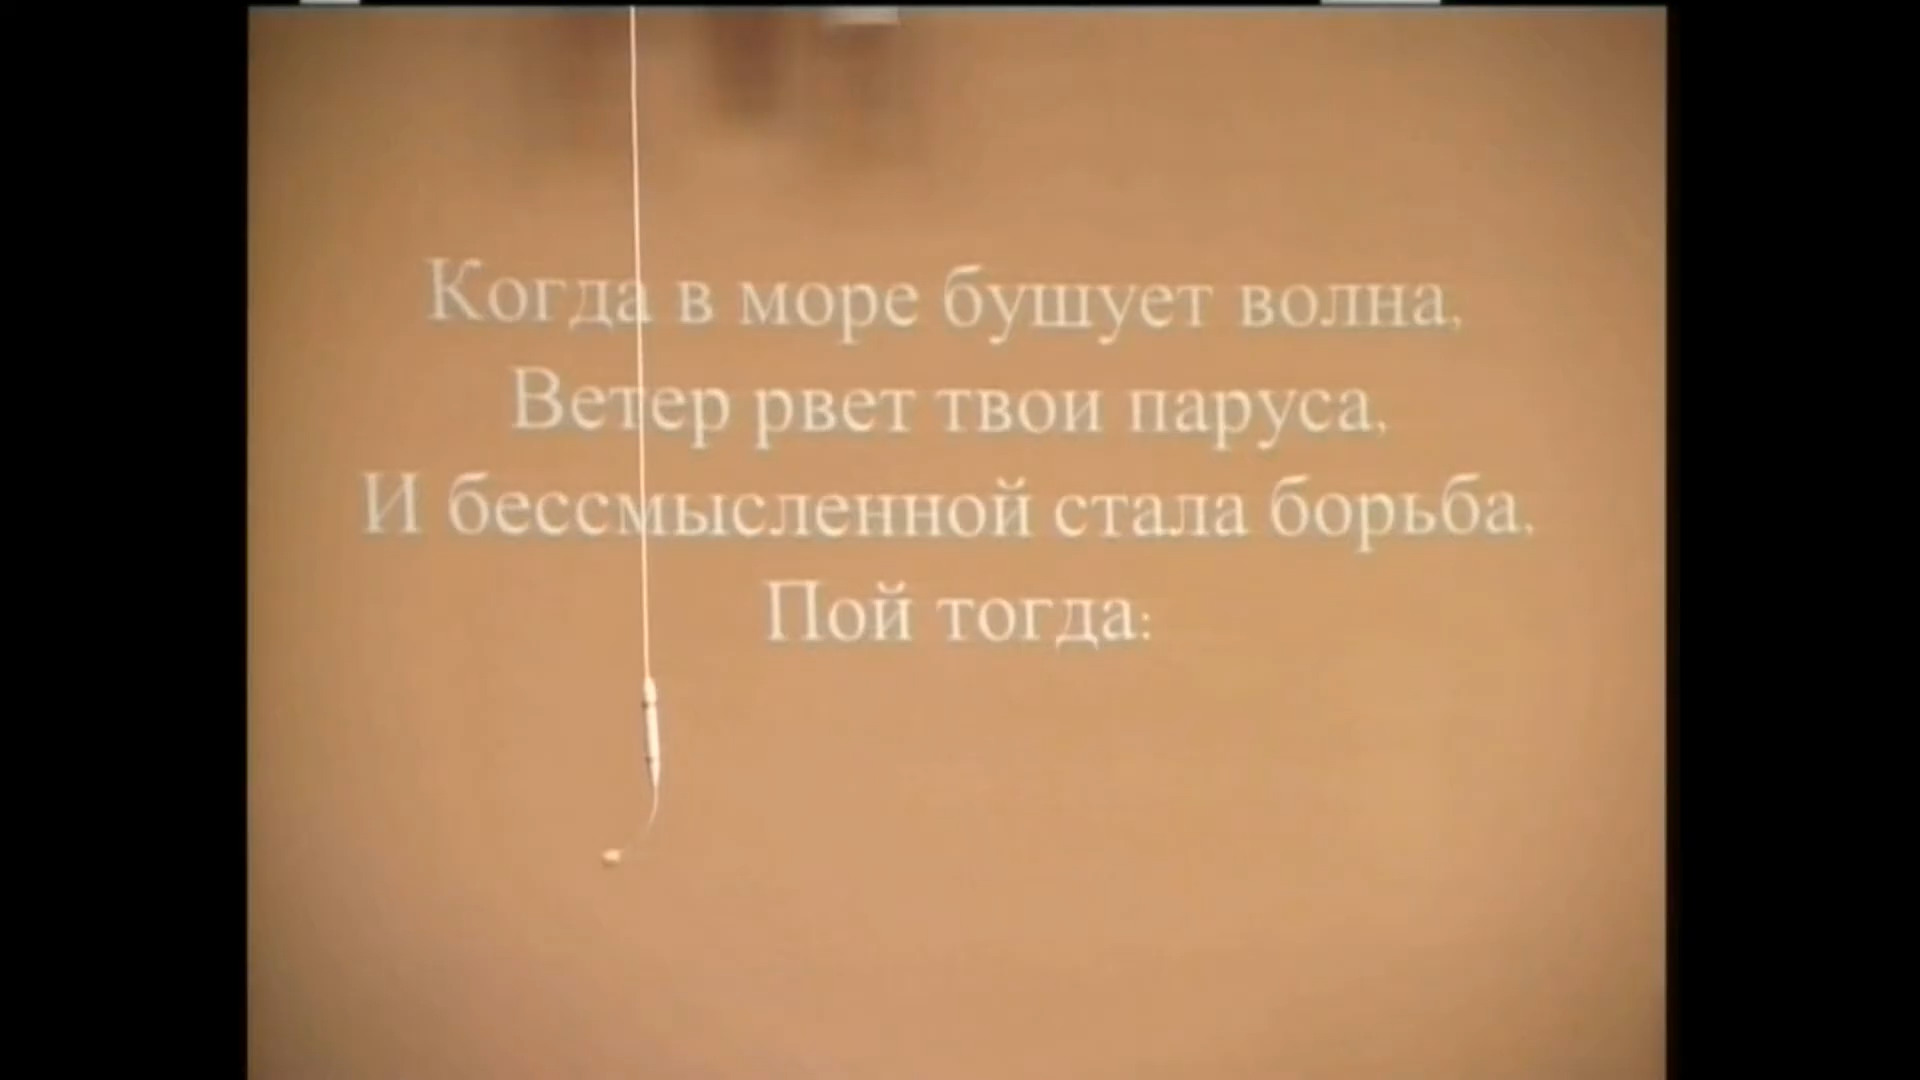 Когда в море бушует волна,
Ветер рвет твои паруса,
И бессмысленной стала борьба,
Пой тогда: